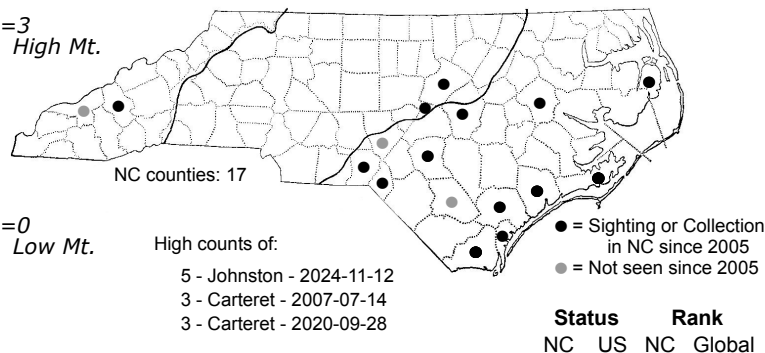 =3
High Mt.
NC counties: 17
=0
Low Mt.
High counts of:
5 - Johnston - 2024-11-12
3 - Carteret - 2007-07-14
3 - Carteret - 2020-09-28
= Sighting or Collection
in NC since 2005
= Not seen since 2005
Status Rank
NC US NC Global